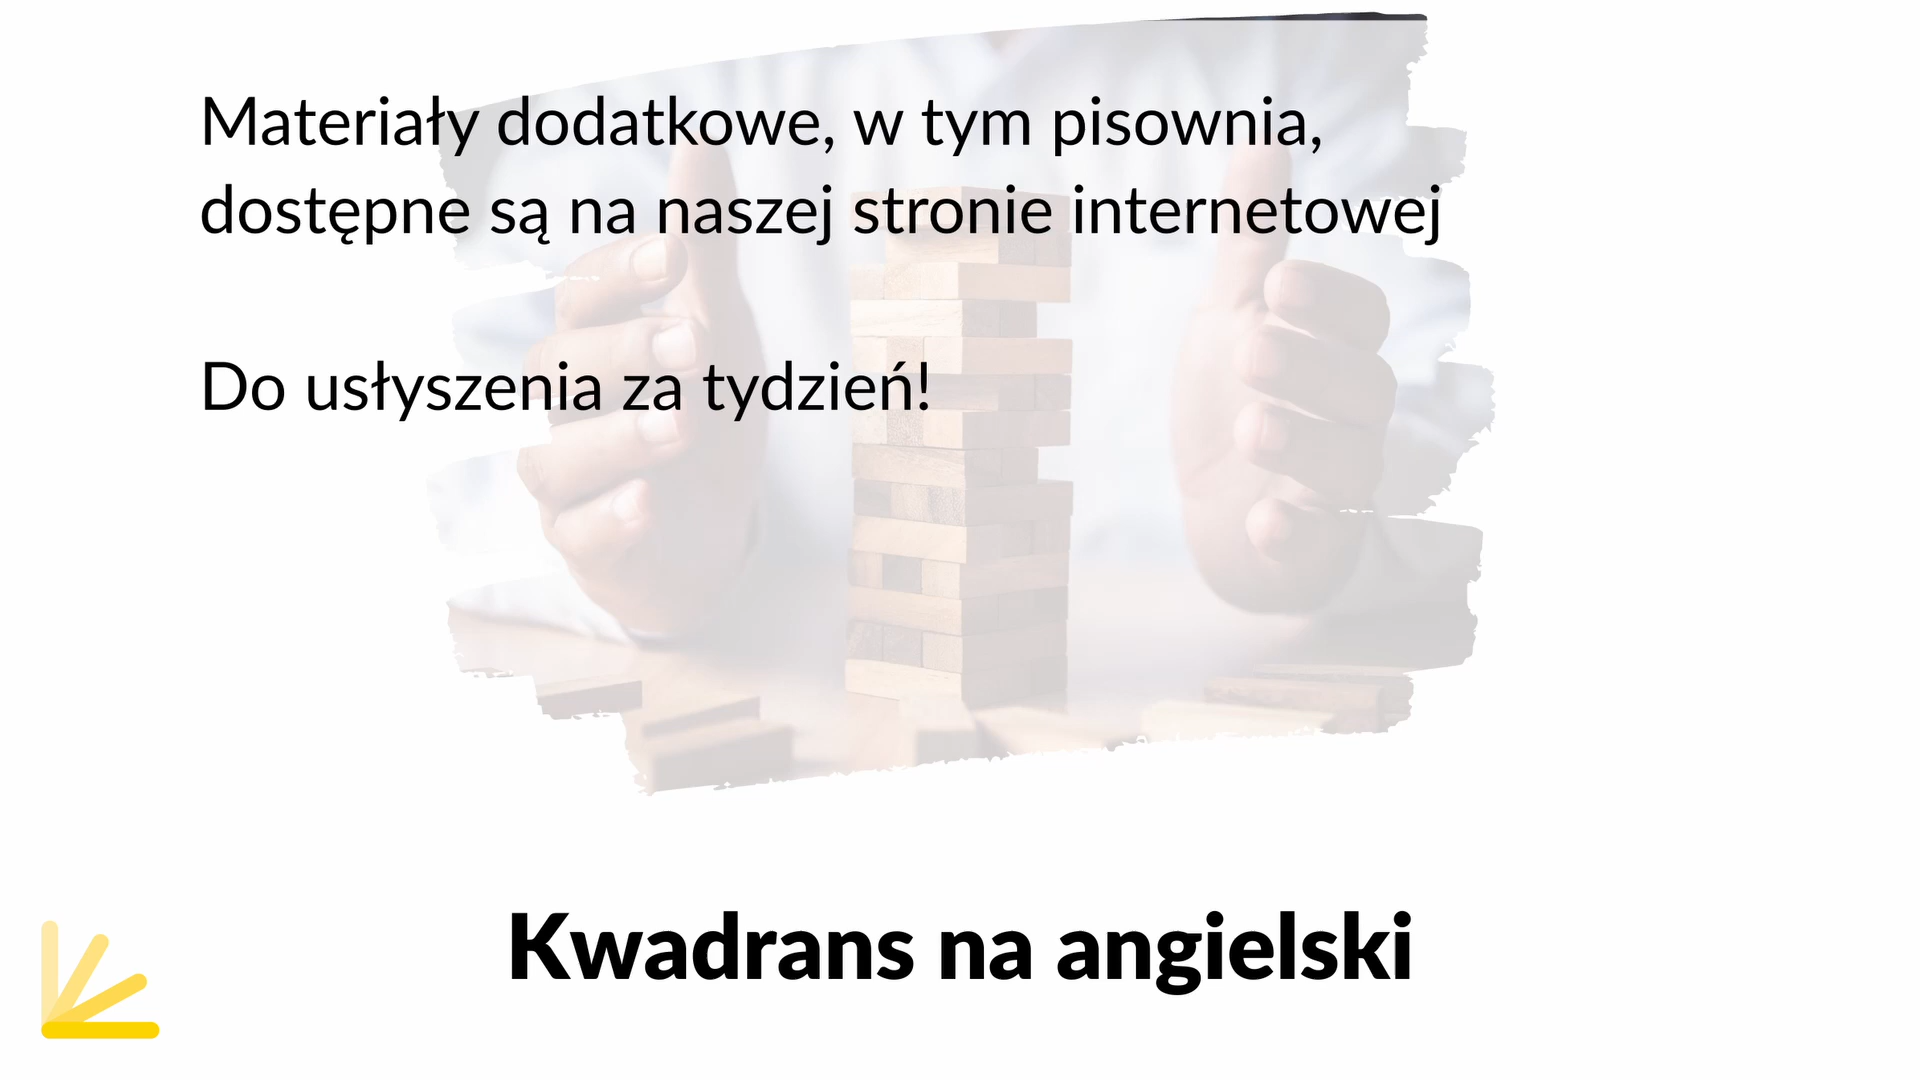 Materiały dodatkowe, w tym pisownia,
dostępne są na naszej stronie internetowej
Do usłyszenia za tydzień!
Kwadrans na angielski